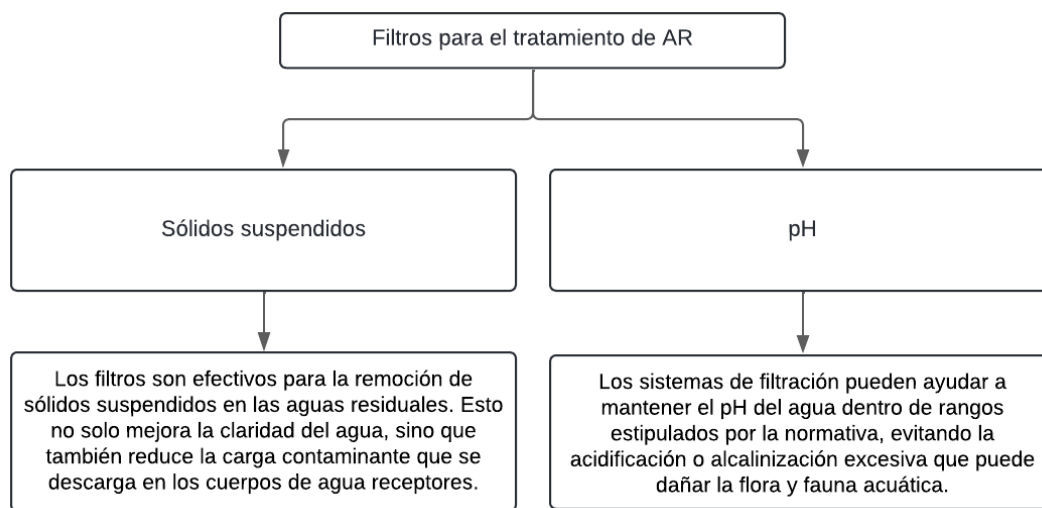 Filtros para el tratamiento de AR
Sólidos suspendidos
pH
Los filtros son efectivos para la remoción de
sólidos suspendidos en las aguas residuales. Esto
no solo mejora la claridad del agua, sino que
también reduce la carga contaminante que se
descarga en los cuerpos de agua receptores.
Los sistemas de filtración pueden ayudar a
mantener el pH del agua dentro de rangos
estipulados por la normativa, evitando la
acidificación o alcalinización excesiva que puede
dañar la flora y fauna acuática.